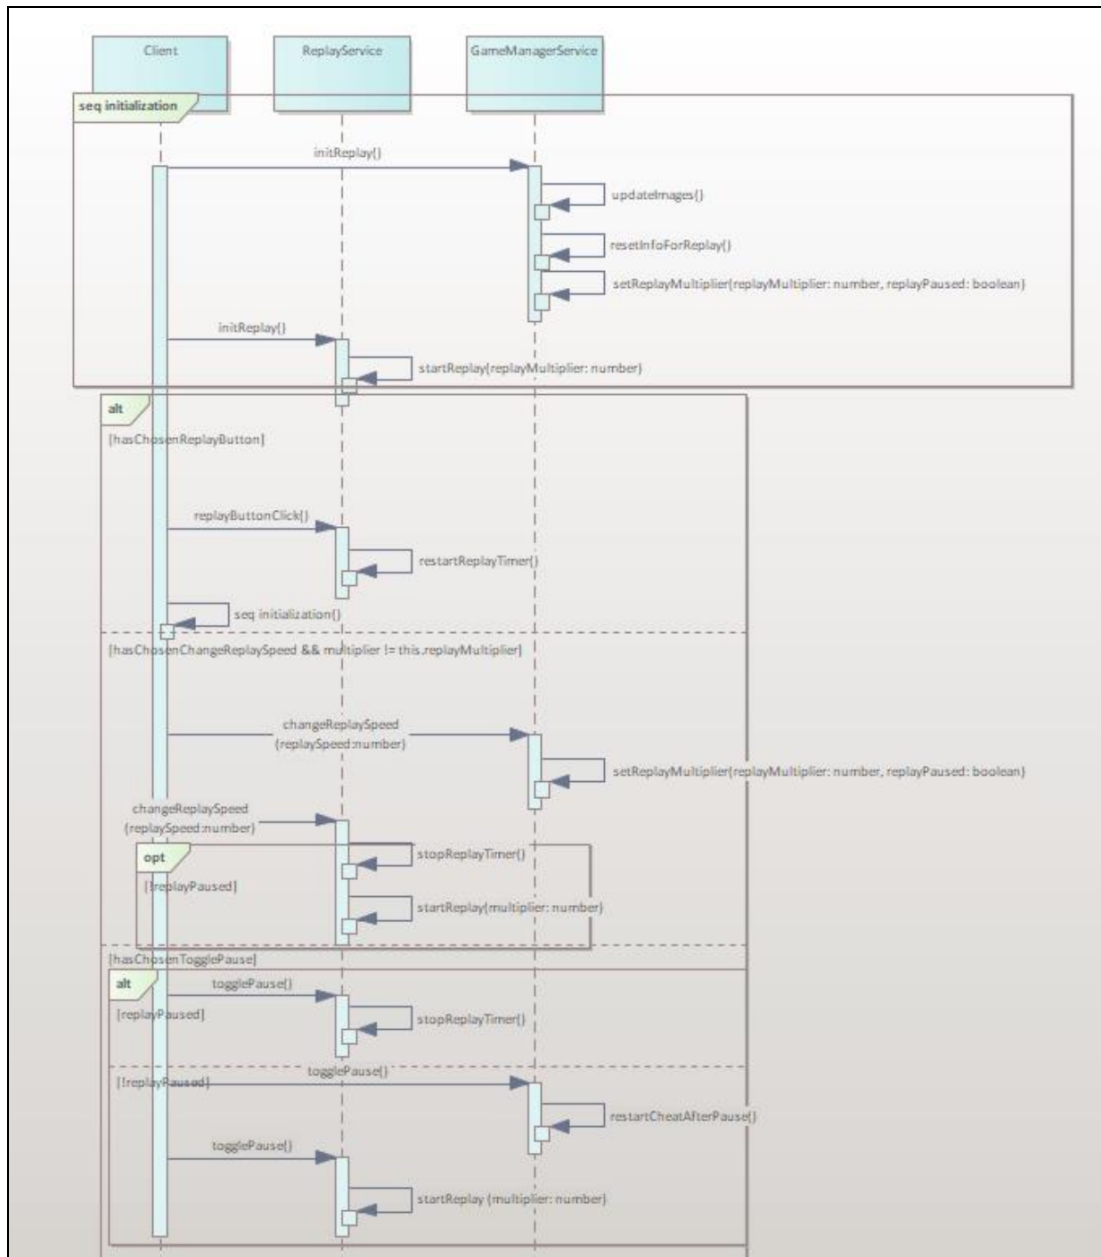 Client
ReplayService
GameManagerService
seq initialization
initReplay()
updateImages()
resetInfoForReplay()
setReplayMultiplier(replayMultiplier: number, replayPaused: boolean)
initReplay()
startReplay(replayMultiplier: number)
alt
[hasChosenReplayButton]
replayButtonClick()
restartReplayTimer()
seq initialization()
[hasChosenChangeReplaySpeed && multiplier != this.replayMultiplier]
changeReplaySpeed
(replaySpeed:number)
setReplayMultiplier(replayMultiplier: number, replayPaused: boolean)
changeReplaySpeed
(replaySpeed:number)
opt
stopReplayTimer()
[!replayPaused]
startReplay(multiplier: number)
[hasChosenTogglePause]
alt
togglePause()
[replayPaused]
stopReplayTimer()
togglePause()
[!replayPaused]
restartCheatAfterPause()
togglePause()
startReplay (multiplier: number)